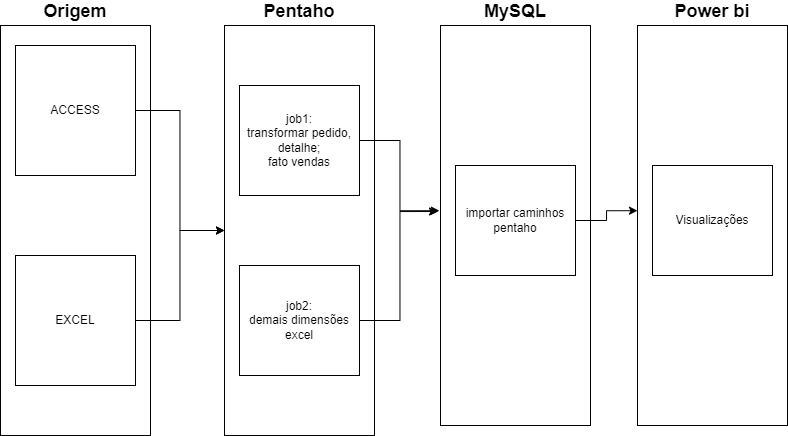 Origem
Pentaho
MySQL
Power bi
ACCESS
EXCEL
job1:
transformar pedido,
detalhe;
fato vendas
job2:
demais dimensões
excel
importar caminhos
pentaho
Visualizações